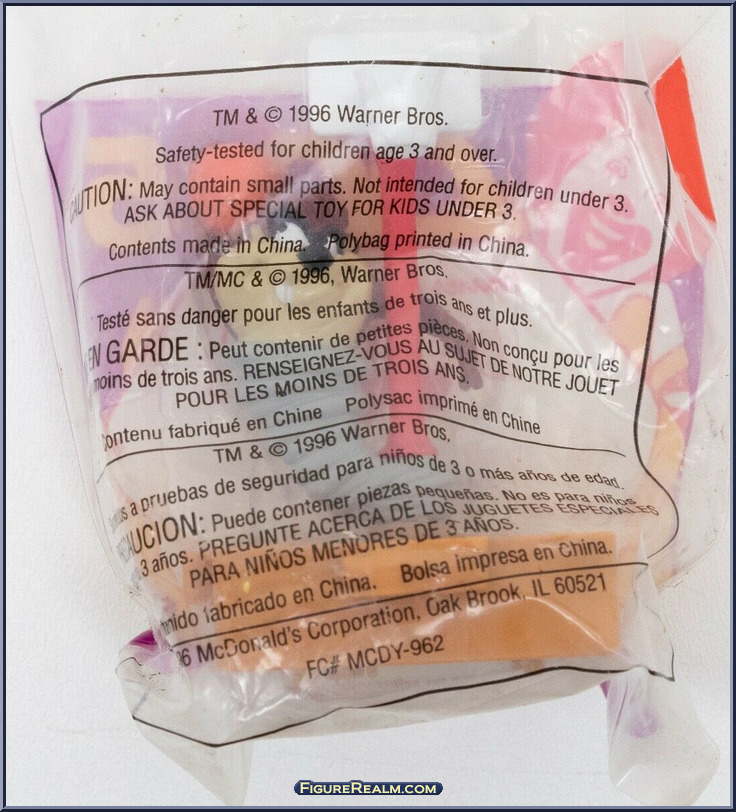 TM & © 1996 Warner Bros.
Safety-tested for children age 3 and over.
CAUTION: May contain small parts. Not intended for children under 3.
ASK ABOUT SPECIAL TOY FOR KIDS UNDER 3.
Contents made in China. Polybag printed in China.
TM/MC & © 1996, Warner Bros.
Testé sans danger pour les enfants de trois ans et plus.
EN GARDE : Peut contenir de petites pièces. Non conçu pour les
moins de trois ans. RENSEIGNEZ-VOUS AU SUJET DE NOTRE JOUET
POUR LES MOINS DE TROIS ANS.
Contenu fabriqué en Chine Polysac imprimé en Chine
TM & © 1996 Warner Bros.
a pruebas de seguridad para niños de 3 o más años de edad.
PRECAUCION: Puede contener piezas pequeñas. No es para niños
3 años. PREGUNTE ACERCA DE LOS JUGUETES ESPECIALES
PARA NIÑOS MENORES DE 3 AÑOS.
Contenido fabricado en China. Bolsa impresa en China.
96 McDonald's Corporation, Oak Brook, IL 60521
FC# MCDY-962
FIGUREREALM.COM